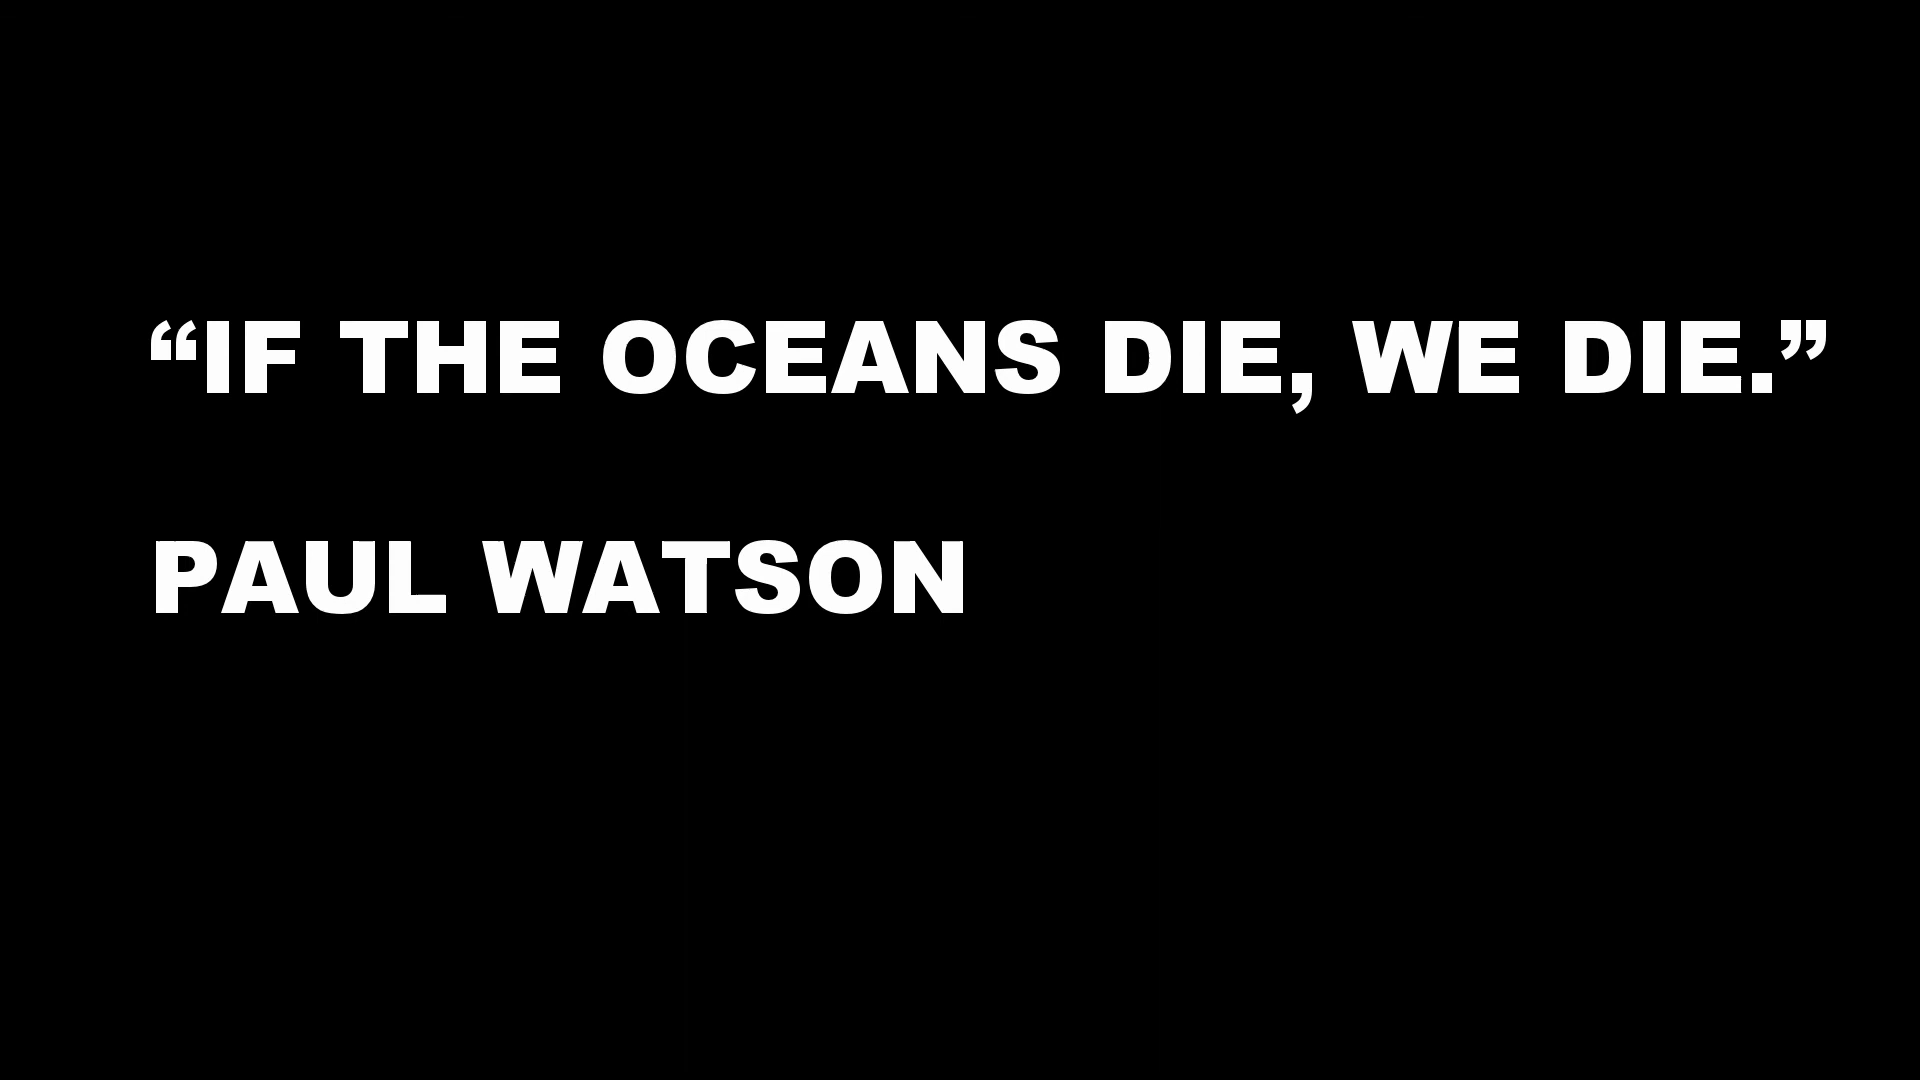 “IF THE OCEANS DIE, WE DIE.”
PAUL WATSON